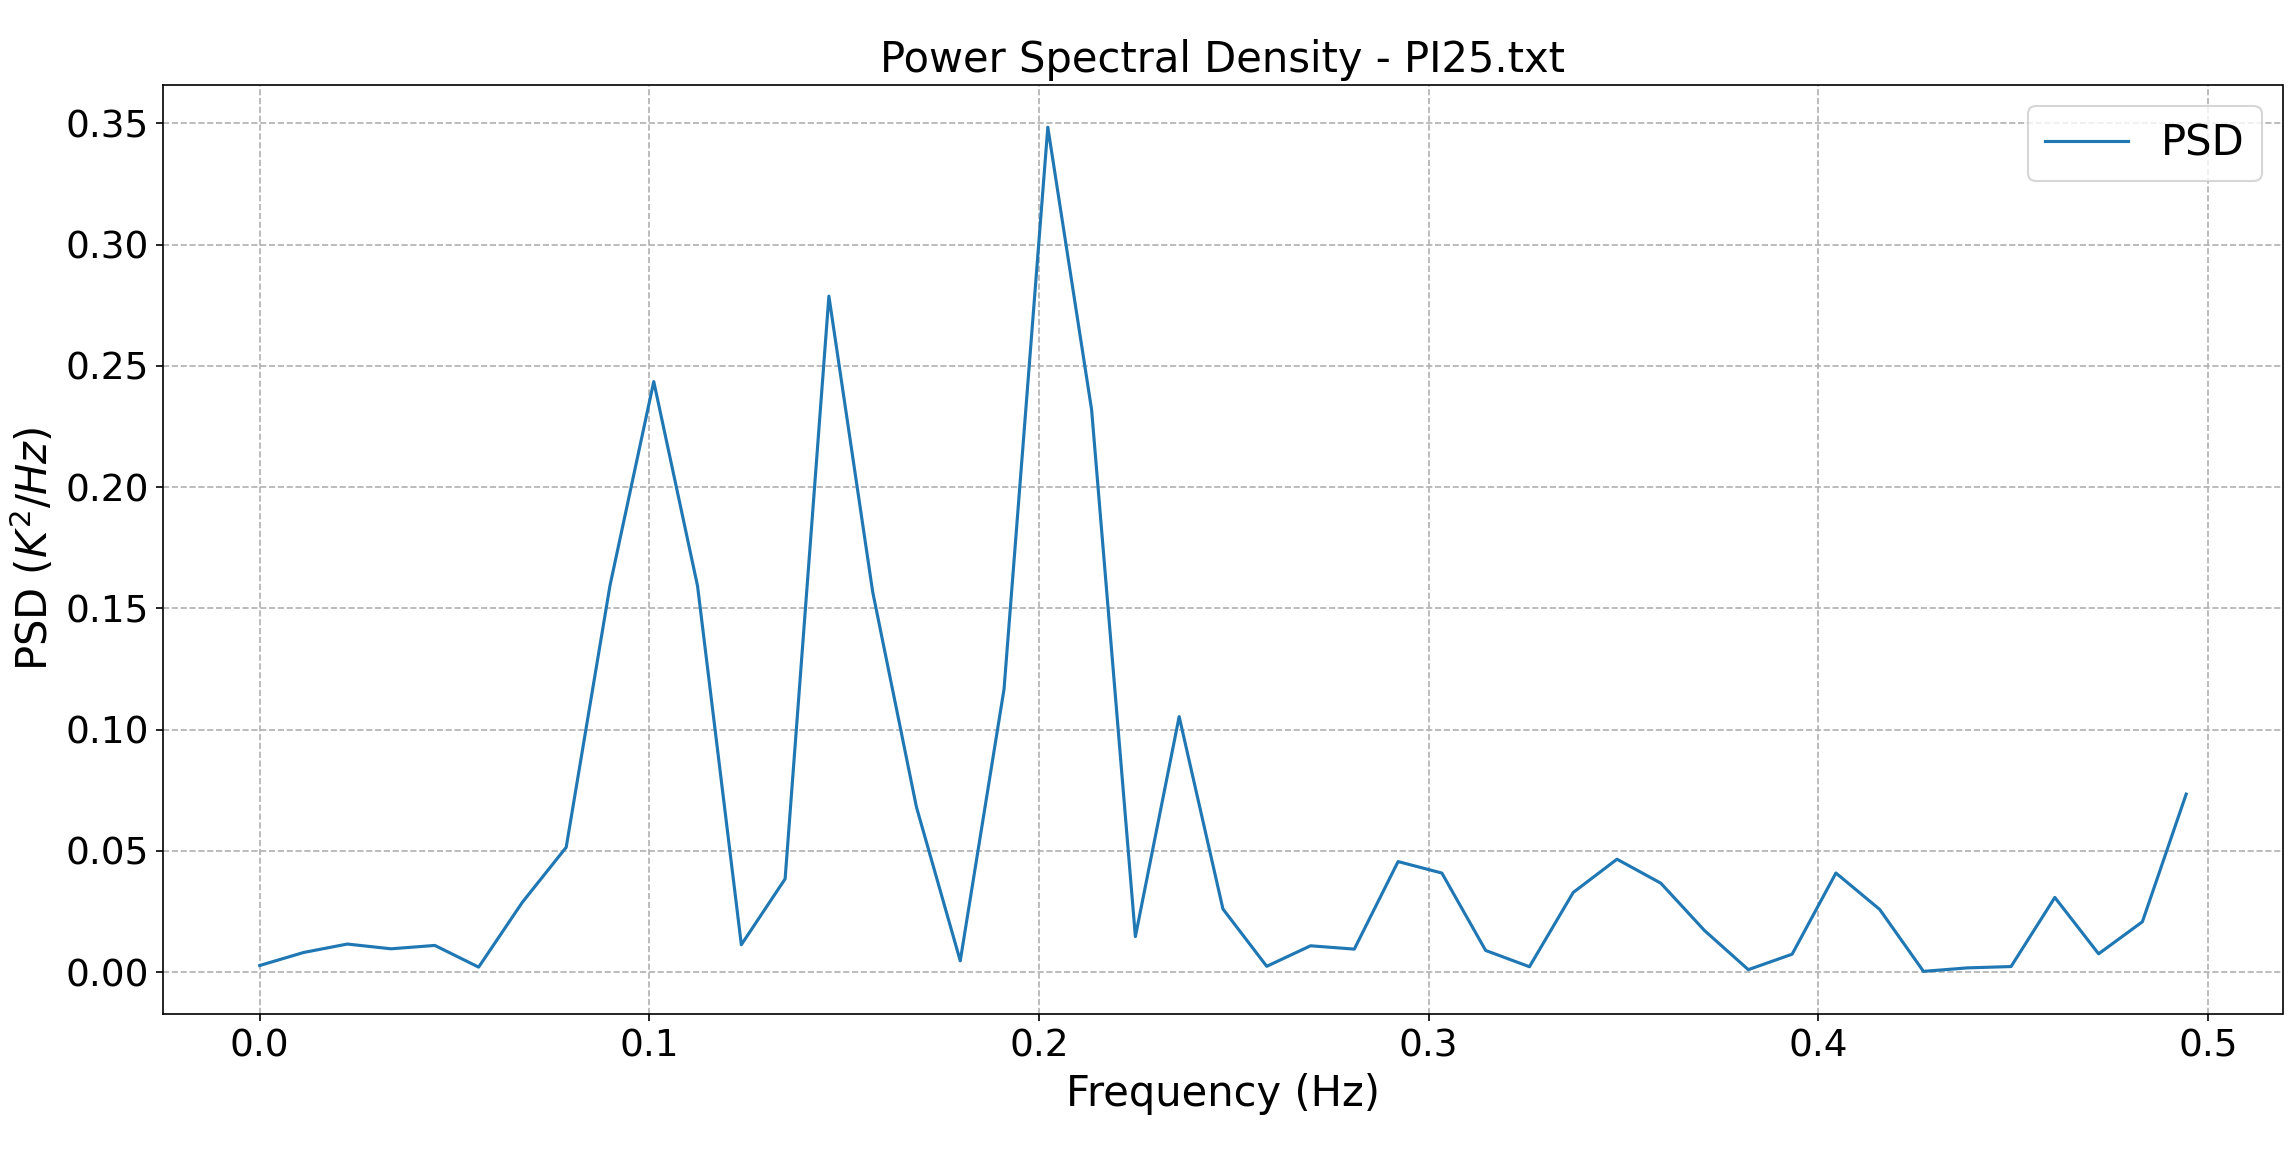 Power Spectral Density - PI25.txt
PSD
0.35
0.30
0.25
0.20
0.15
0.10
0.05
0.00
PSD ($K^2/Hz$)
0.0 0.1 0.2 0.3 0.4 0.5
Frequency (Hz)